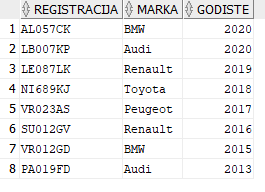 REGISTRACIJA MARKA GODISTE
1 AL057CK BMW 2020
2 LB007KP Audi 2020
3 LE087LK Renault 2019
4 NI689KJ Toyota 2018
5 VR023AS Peugeot 2017
6 SU012GV Renault 2016
7 VR012GD BMW 2015
8 PA019FD Audi 2013